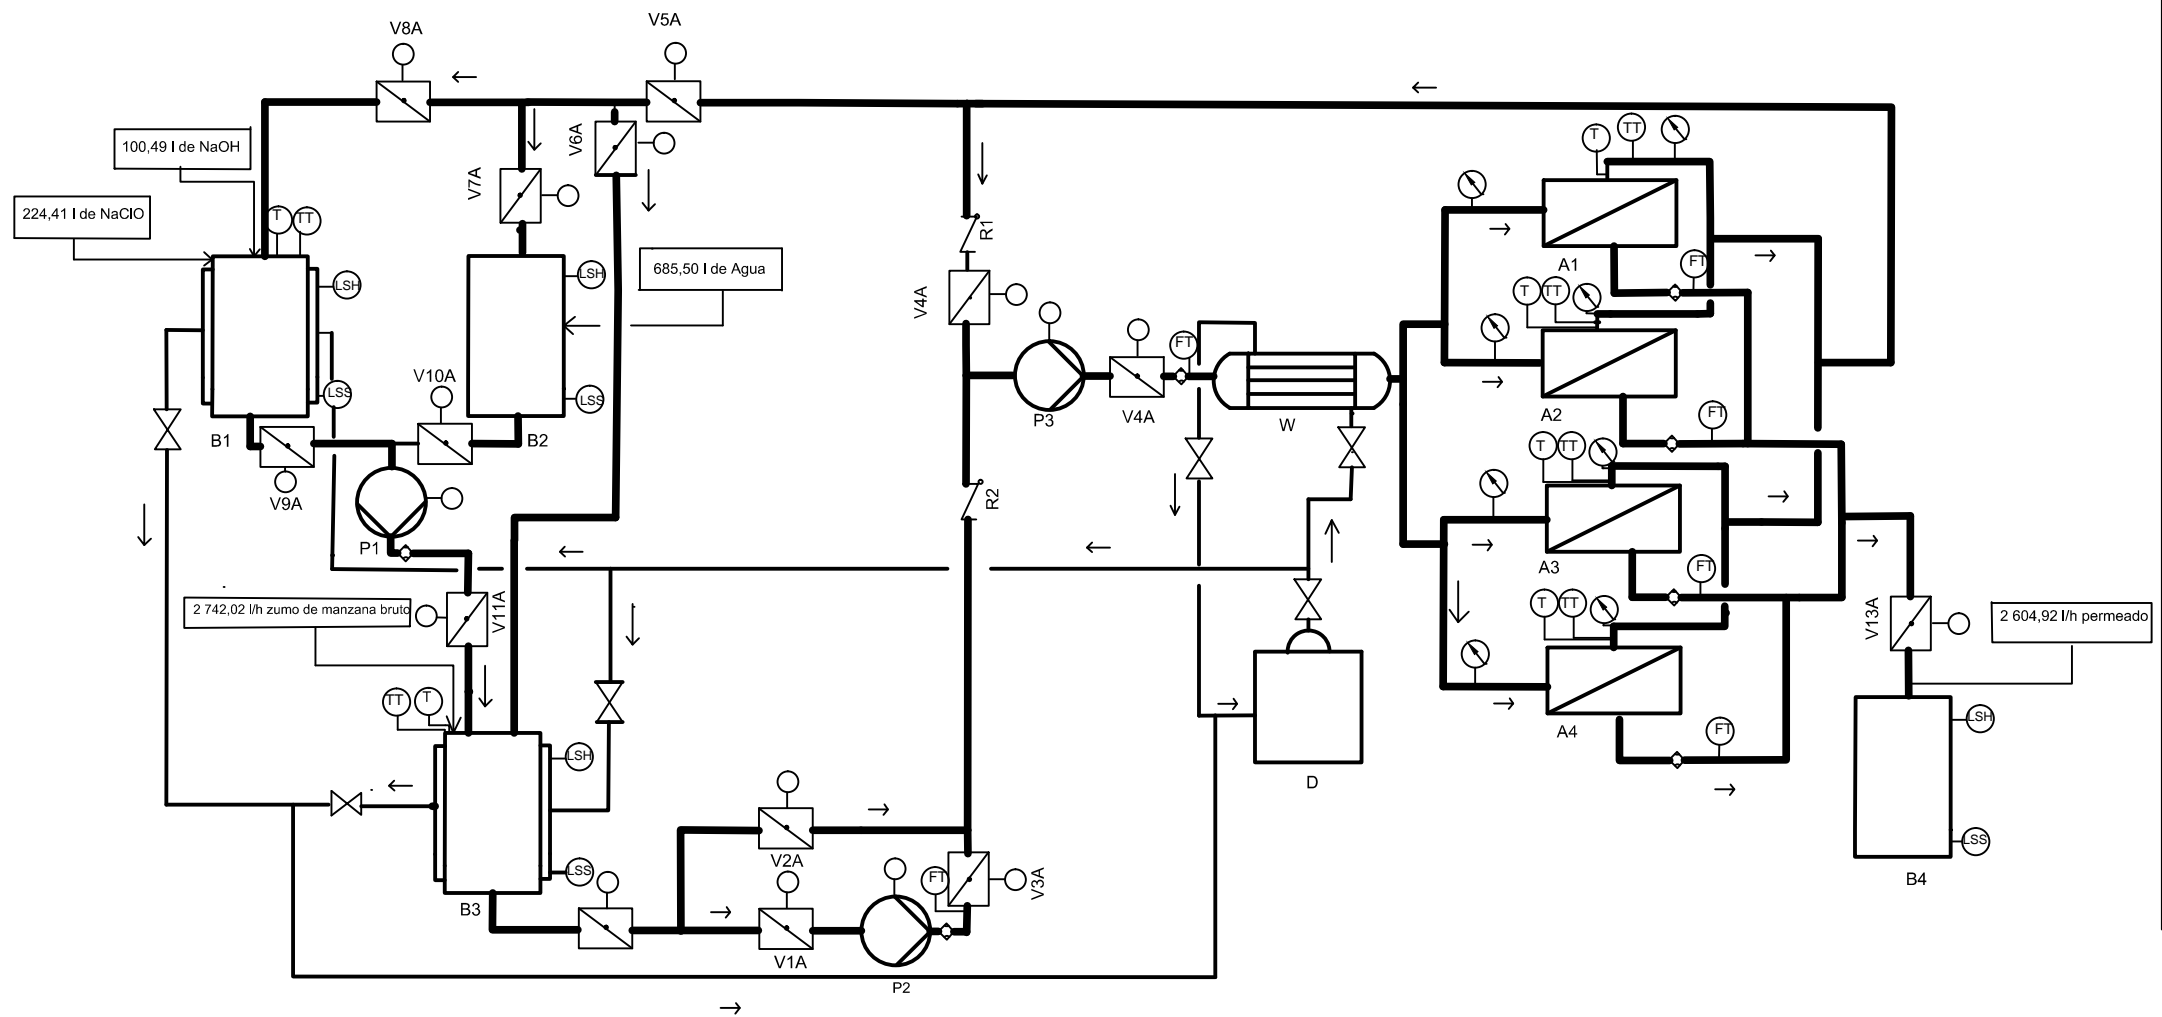 V8A
V5A
V6A
V7A
100,49 l de NaOH
224,41 l de NaClO
T
TT
LSH
LSS
B1
LSH
LSS
B2
685,50 l de Agua
V10A
V9A
P1
V11A
2 742,02 l/h zumo de manzana bruto
TT
T
LSH
LSS
B3
V2A
V1A
P2
FT
V3A
R1
V4A
R2
P3
V4A
FT
W
D
T
TT
A1
FT
T
TT
A2
FT
T
TT
A3
FT
T
TT
A4
FT
V13A
2 604,92 l/h permeado
LSH
LSS
B4